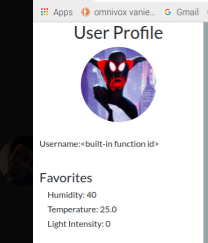 Apps omnivox vanie... G Gmail
User Profile
Username:<built-in function id>
Favorites
Humidity: 40
Temperature: 25.0
Light Intensity: 0